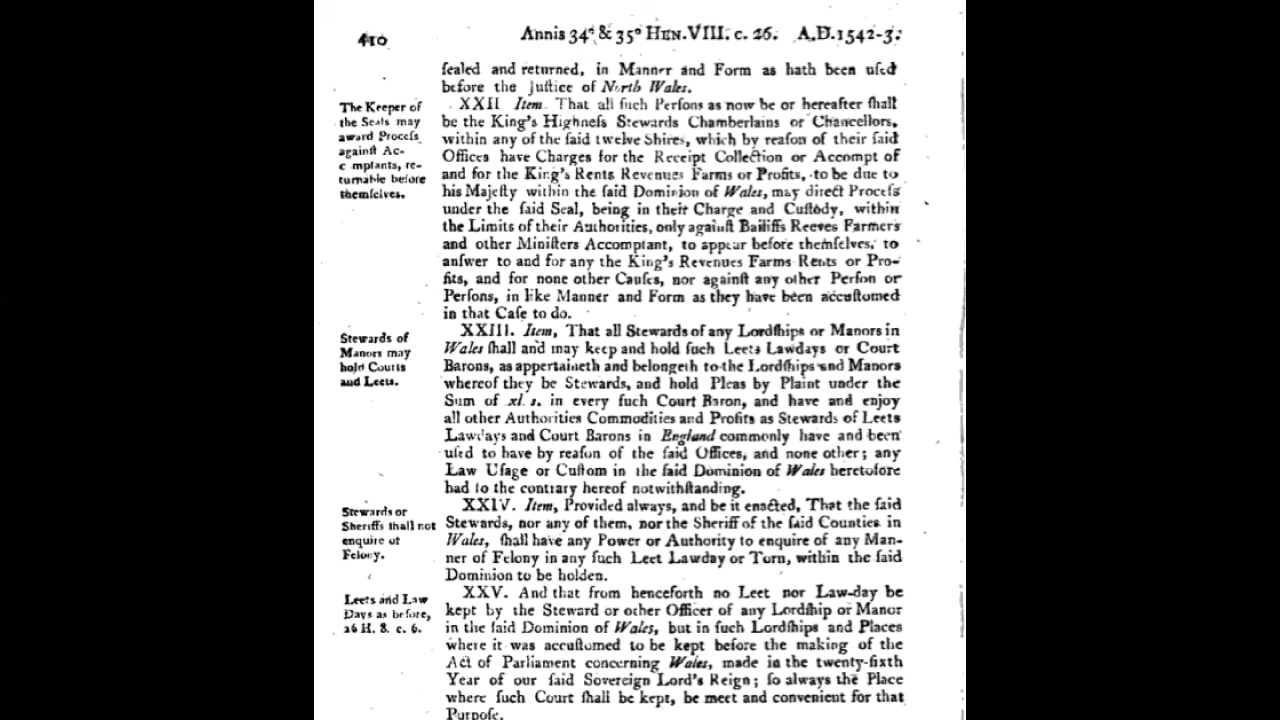 410
Annis 34° & 35° HEN.VIII. c. 26. A.D.1542-3.
ſealed and returned, in Manner and Form as hath been uſed
before the Juſtice of North Wales.
The Keeper of
the Seals may
award Proceſs
against Ac-
c mptants, re-
turnable before
themſelves.
XXII Item. That all ſuch Perſons as now be or hereafter ſhall
be the King's Highneſs Stewards Chamberlains or Chancellors,
within any of the ſaid twelve Shires, which by reaſon of their ſaid
Offices have Charges for the Receipt Collection or Accompt of
and for the King's Rents Revenues Farms or Profits, to be due to
his Majeſty within the ſaid Dominion of Wales, may direct Proceſs
under the ſaid Seal, being in their Charge and Cuſtody, within
the Limits of their Authorities, only againſt Bailiffs Reeves Farmers
and other Miniſters Accomptant, to appear before themſelves, to
anſwer to and for any the King's Revenues Farms Rents or Pro-
fits, and for none other Cauſes, nor againſt any other Perſon or
Perſons, in like Manner and Form as they have been accuſtomed
in that Caſe to do.
Stewards of
Manors may
hold Courts
and Leets.
XXIII. Item, That all Stewards of any Lordſhips or Manors in
Wales ſhall and may keep and hold ſuch Leets Lawdays or Court
Barons, as appertaineth and belongeth to the Lordſhips and Manors
whereof they be Stewards, and hold Pleas by Plaint under the
Sum of xl. s. in every ſuch Court Baron, and have and enjoy
all other Authorities Commodities and Profits as Stewards of Leets
Lawdays and Court Barons in England commonly have and been
uſed to have by reaſon of the ſaid Offices, and none other; any
Law Uſage or Cuſtom in the ſaid Dominion of Wales heretofore
had to the contrary hereof notwithſtanding.
Stewards or
Sheriffs ſhall not
enquire of
Felony.
XXIV. Item, Provided always, and be it enacted, That the ſaid
Stewards, nor any of them, nor the Sheriff of the ſaid Counties in
Wales, ſhall have any Power or Authority to enquire of any Man-
ner of Felony in any ſuch Leet Lawday or Torn, within the ſaid
Dominion to be holden.
Leets and Law
Days as before,
26 H. 8. c. 6.
XXV. And that from henceforth no Leet nor Law-day be
kept by the Steward or other Officer of any Lordſhip or Manor
in the ſaid Dominion of Wales, but in ſuch Lordſhips and Places
where it was accuſtomed to be kept before the making of the
Act of Parliament concerning Wales, made in the twenty-ſixth
Year of our ſaid Sovereign Lord's Reign; ſo always the Place
where ſuch Court ſhall be kept, be meet and convenient for that
Purpoſe.